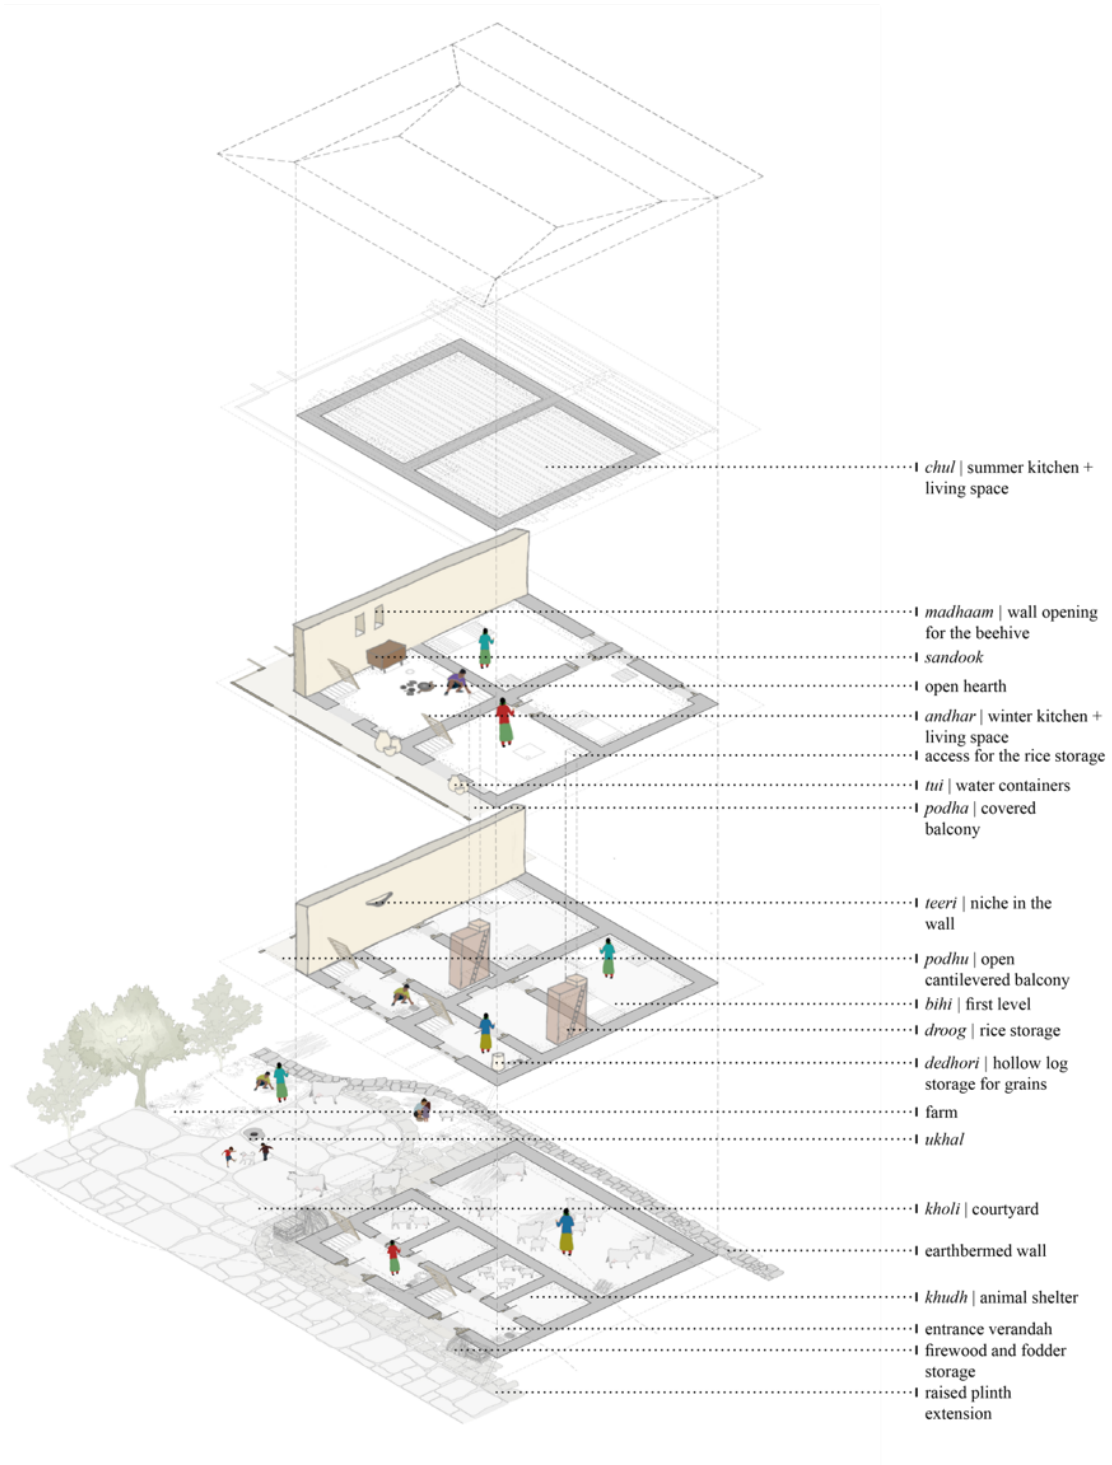 chul | summer kitchen +
living space
madhaam | wall opening
for the beehive
sandook
open hearth
andhar | winter kitchen +
living space
access for the rice storage
tui | water containers
podha | covered
balcony
teeri | niche in the
wall
podhu | open
cantilevered balcony
bihi | first level
droog | rice storage
dedhori | hollow log
storage for grains
farm
ukhal
kholi | courtyard
earthbermed wall
khudh | animal shelter
entrance verandah
firewood and fodder
storage
raised plinth
extension